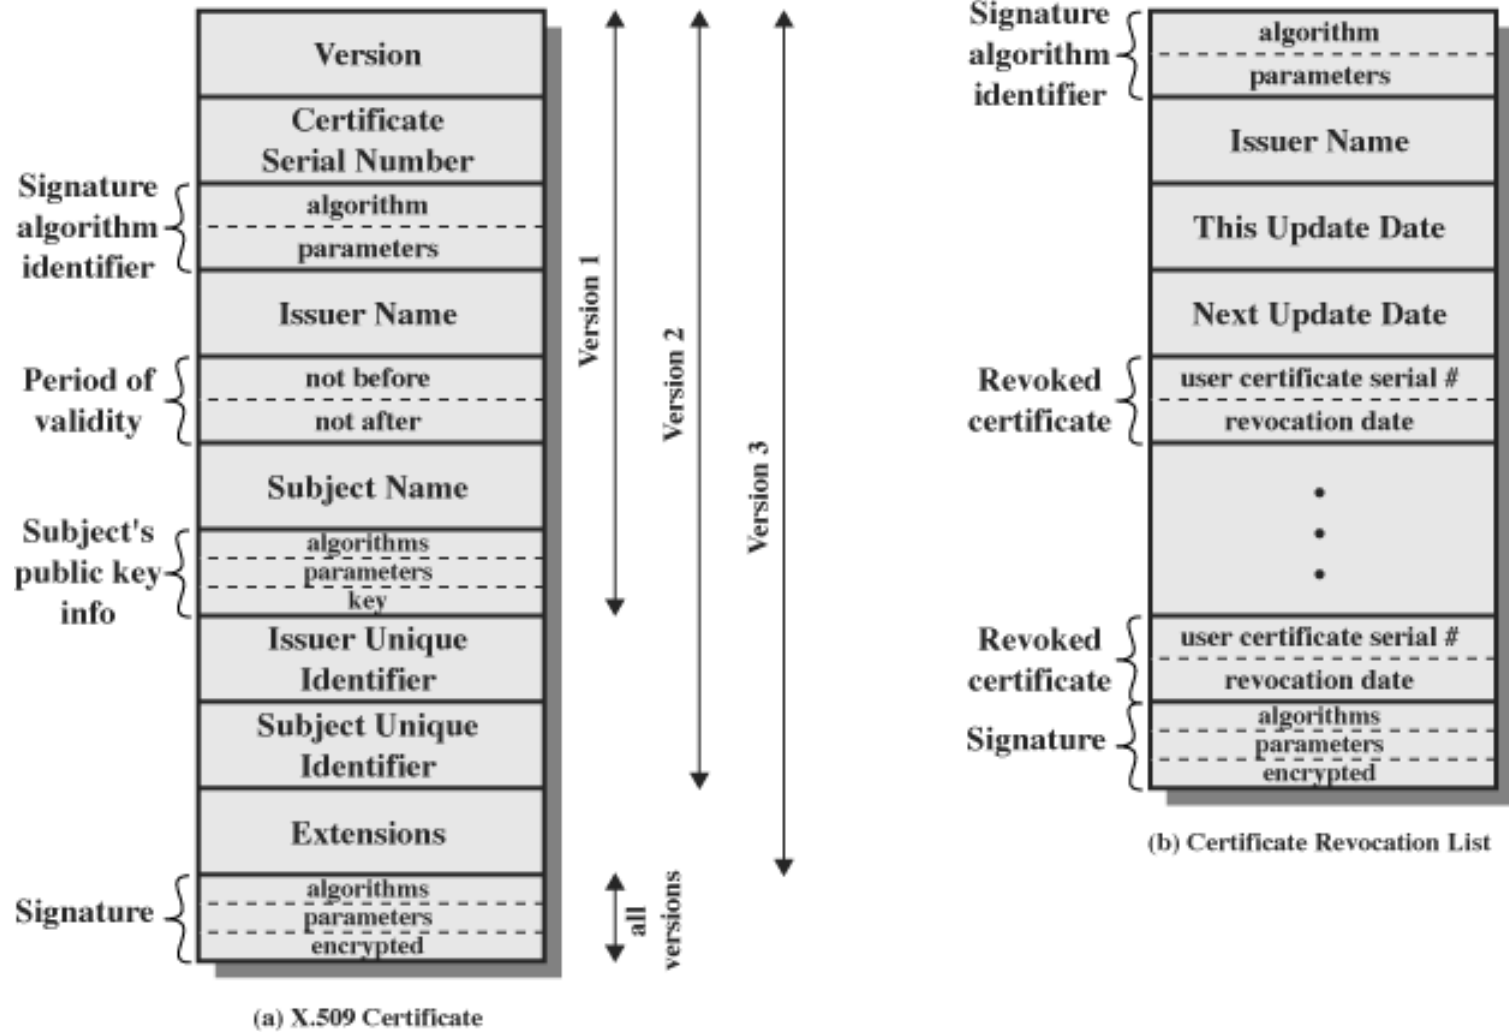 Version
Certificate
Serial Number
Signature
algorithm
identifier
algorithm
parameters
Issuer Name
Period of
validity
not before
not after
Subject Name
Subject's
public key
info
algorithms
parameters
key
Issuer Unique
Identifier
Subject Unique
Identifier
Extensions
Signature
algorithms
parameters
encrypted
Version 1
Version 2
Version 3
all
versions
(a) X.509 Certificate
Signature
algorithm
identifier
algorithm
parameters
Issuer Name
This Update Date
Next Update Date
Revoked
certificate
user certificate serial #
revocation date
Revoked
certificate
user certificate serial #
revocation date
Signature
algorithms
parameters
encrypted
(b) Certificate Revocation List